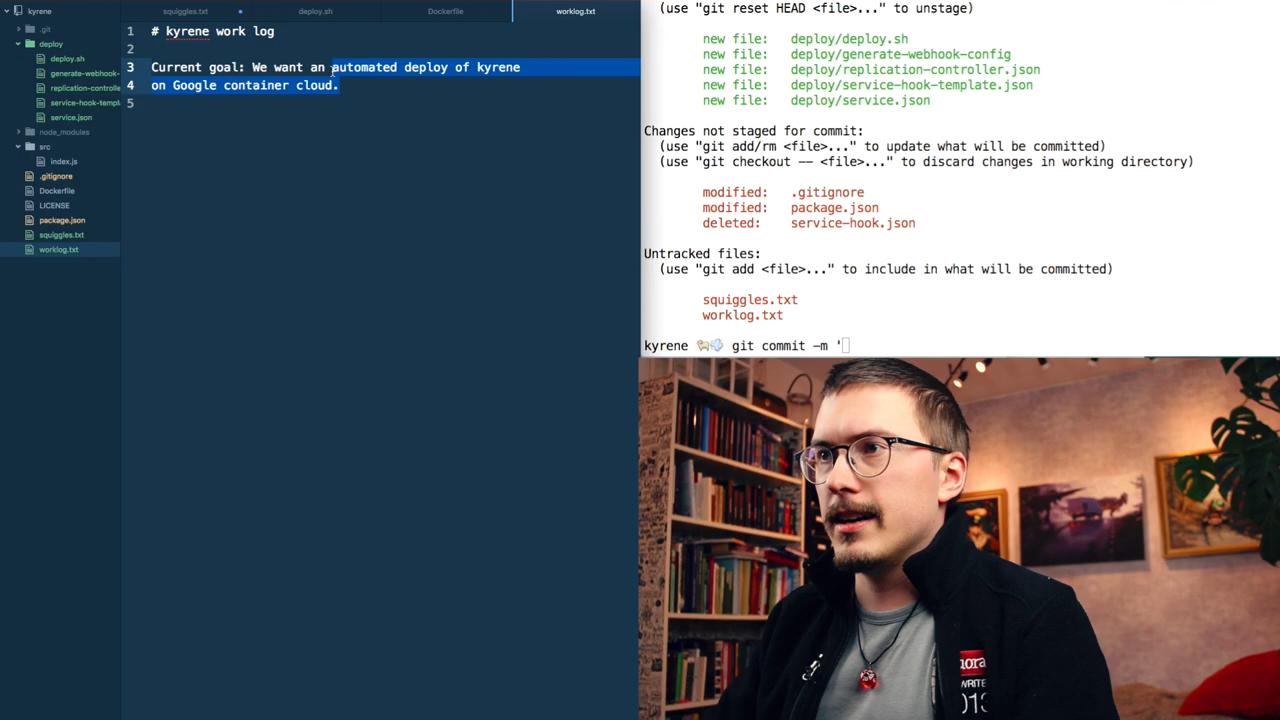 kyrene
squiggles.txt
deploy.sh
Dockerfile
worklog.txt
.git
deploy
deploy.sh
generate-webhook-
replication-controlle
service-hook-templ
service.json
node_modules
src
index.js
.gitignore
Dockerfile
LICENSE
package.json
squiggles.txt
worklog.txt
1 # kyrene work log
2
3 Current goal: We want an automated deploy of kyrene
4 on Google container cloud.
5
(use "git reset HEAD <file>..." to unstage)
new file: deploy/deploy.sh
new file: deploy/generate-webhook-config
new file: deploy/replication-controller.json
new file: deploy/service-hook-template.json
new file: deploy/service.json
Changes not staged for commit:
(use "git add/rm <file>..." to update what will be committed)
(use "git checkout -- <file>..." to discard changes in working directory)
modified: .gitignore
modified: package.json
deleted: service-hook.json
Untracked files:
(use "git add <file>..." to include in what will be committed)
squiggles.txt
worklog.txt
kyrene 🐑💨 git commit -m '
uora
WRITE
013